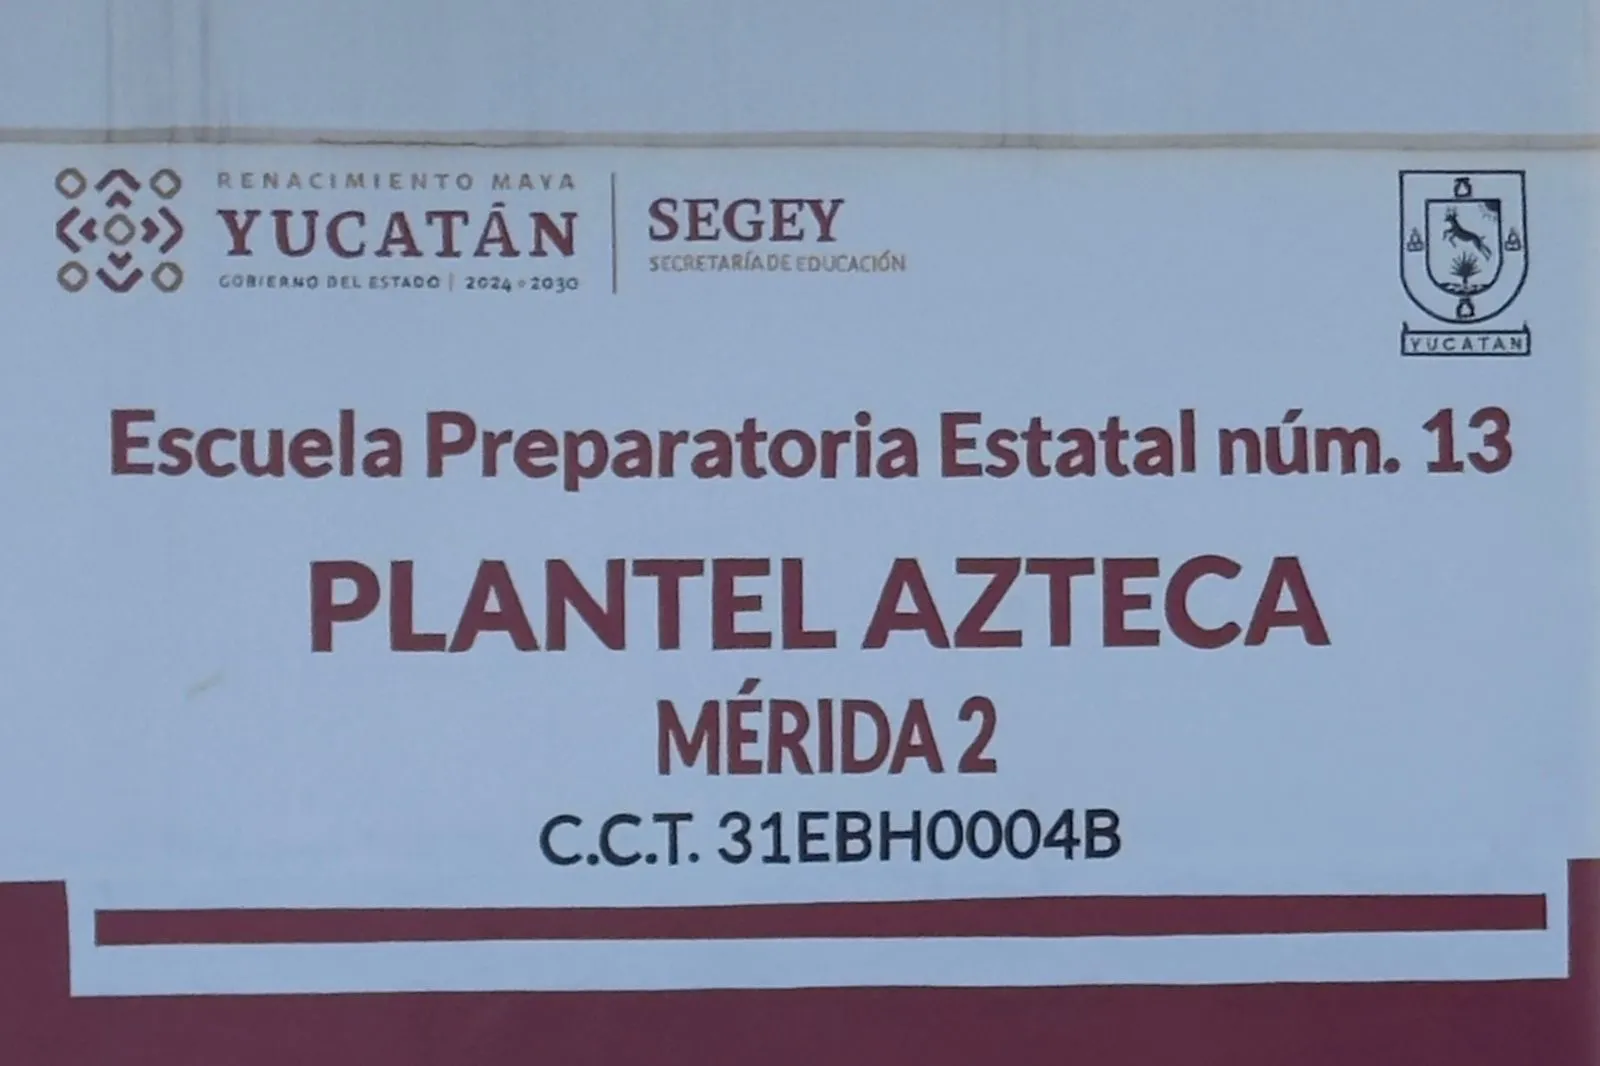 RENACIMIENTO MAYA
YUCATÁN
GOBIERNO DEL ESTADO | 2024 - 2030
SEGEY
SECRETARÍA DE EDUCACIÓN
YUCATAN
Escuela Preparatoria Estatal núm. 13
PLANTEL AZTECA
MÉRIDA 2
C.C.T. 31EBH0004B